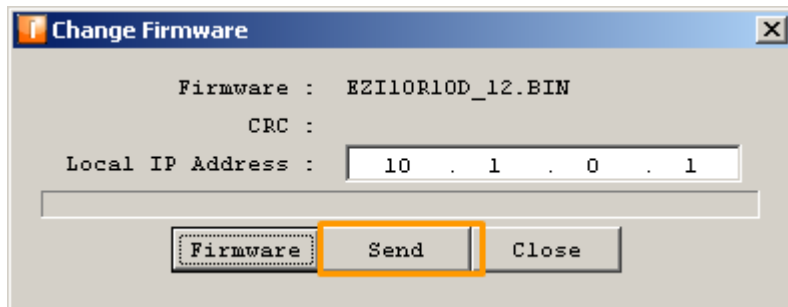 Change Firmware
Firmware : EZI10R10D_12.BIN
CRC :
Local IP Address : 10 . 1 . 0 . 1
Firmware Send Close